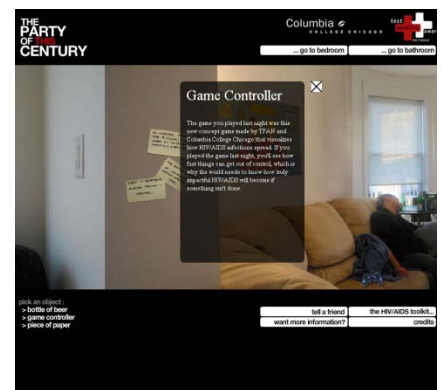 THE
PARTY
OF THIS
CENTURY
Columbia
COLLEGE CHICAGO
test
... go to bedroom
... go to bathroom
Game Controller
The game you played last night was this
new concept game made by TPAN and
Columbia College Chicago that visualizes
how HIV/AIDS infections spread. If you
played the game last night, you'll see how
fast things can get out of control, which is
why the world needs to know how truly
impactful HIV/AIDS will become if
something isn't done.
pick an object :
> bottle of beer
> game controller
> piece of paper
tell a friend
the HIV/AIDS toolkit...
want more information?
credits